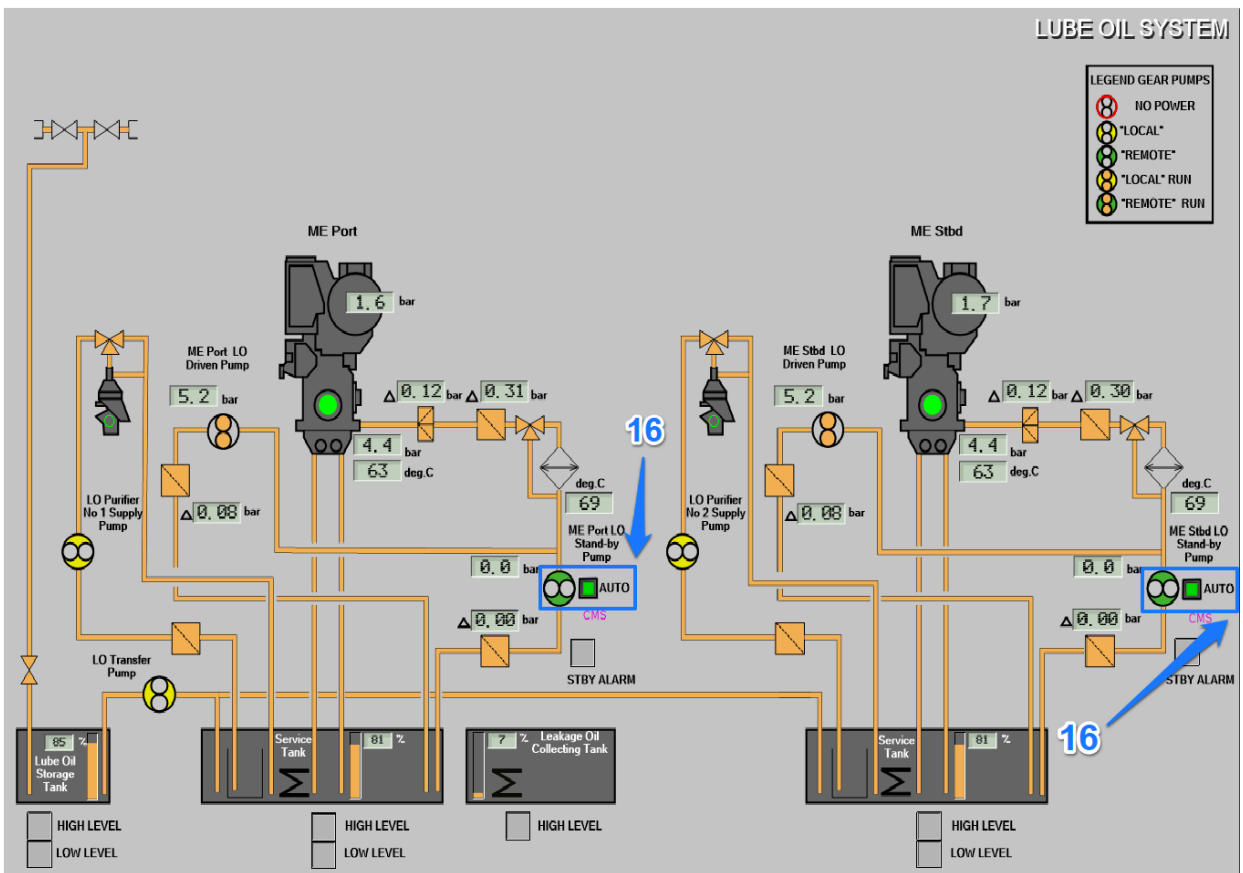 LUBE OIL SYSTEM
LEGEND GEAR PUMPS
NO POWER
"LOCAL"
"REMOTE"
"LOCAL" RUN
"REMOTE" RUN
ME Port
1.6 bar
ME Port LO
Driven Pump
5.2 bar
Δ 0.12 bar
Δ 0.31 bar
4.4 bar
63 deg.C
16
deg.C
69
LO Purifier
No 1 Supply
Pump
Δ 0.08 bar
ME Port LO
Stand-by
Pump
0.0 bar
AUTO
CMS
Δ 0.00 bar
STBY ALARM
LO Transfer
Pump
ME Stbd
1.7 bar
ME Stbd LO
Driven Pump
5.2 bar
Δ 0.12 bar
Δ 0.30 bar
4.4 bar
63 deg.C
deg.C
69
LO Purifier
No 2 Supply
Pump
Δ 0.08 bar
ME Stbd LO
Stand-by
Pump
0.0 bar
AUTO
CMS
Δ 0.00 bar
STBY ALARM
16
85 %
Lube Oil
Storage
Tank
HIGH LEVEL
LOW LEVEL
Service
Tank
81 %
HIGH LEVEL
LOW LEVEL
7 % Leakage Oil
Collecting Tank
HIGH LEVEL
Service
Tank
81 %
HIGH LEVEL
LOW LEVEL